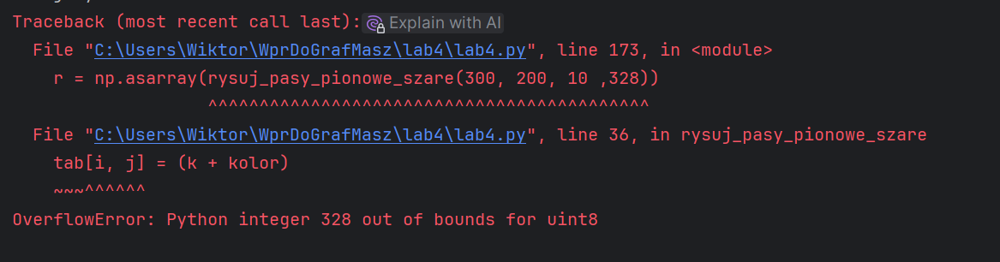 Traceback (most recent call last): Explain with AI
  File "C:\Users\Wiktor\WprDoGrafMasz\lab4\lab4.py", line 173, in <module>
    r = np.asarray(rysuj_pasy_pionowe_szare(300, 200, 10 ,328))
                   ^^^^^^^^^^^^^^^^^^^^^^^^^^^^^^^^^^^^^^^^^^^
  File "C:\Users\Wiktor\WprDoGrafMasz\lab4\lab4.py", line 36, in rysuj_pasy_pionowe_szare
    tab[i, j] = (k + kolor)
    ~~~^^^^^^
OverflowError: Python integer 328 out of bounds for uint8